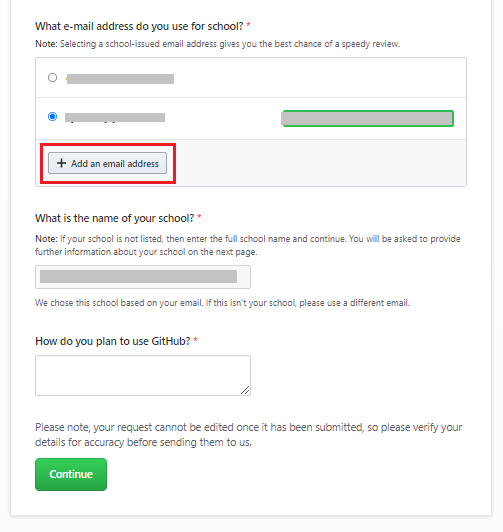 What e-mail address do you use for school? *
Note: Selecting a school-issued email address gives you the best chance of a speedy review.
+ Add an email address
What is the name of your school? *
Note: If your school is not listed, then enter the full school name and continue. You will be asked to provide
further information about your school on the next page.
We chose this school based on your email. If this isn't your school, please use a different email.
How do you plan to use GitHub? *
Please note, your request cannot be edited once it has been submitted, so please verify your
details for accuracy before sending them to us.
Continue